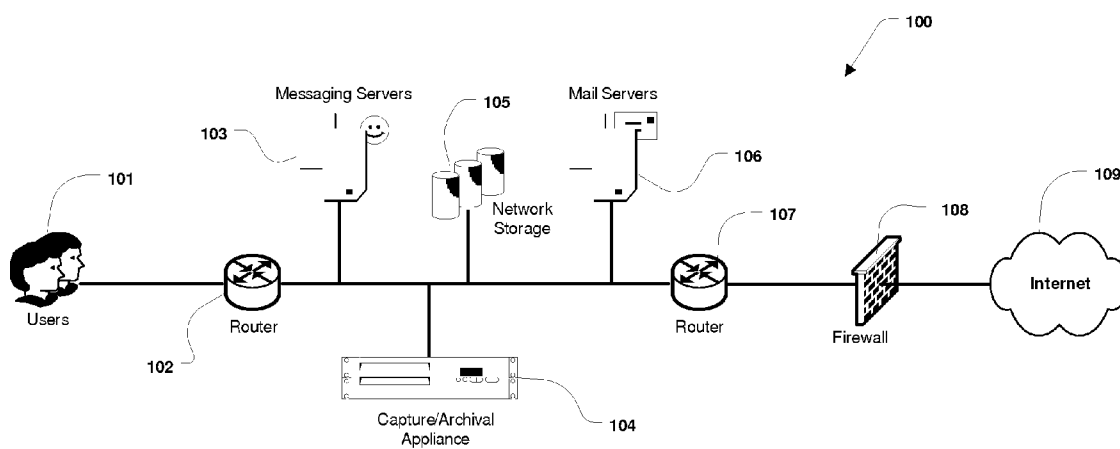 100
Messaging Servers
105
Mail Servers
103
106
101
109
Network
Storage
107
108
Internet
Users
Router
Router
Firewall
102
Capture/Archival
Appliance
104